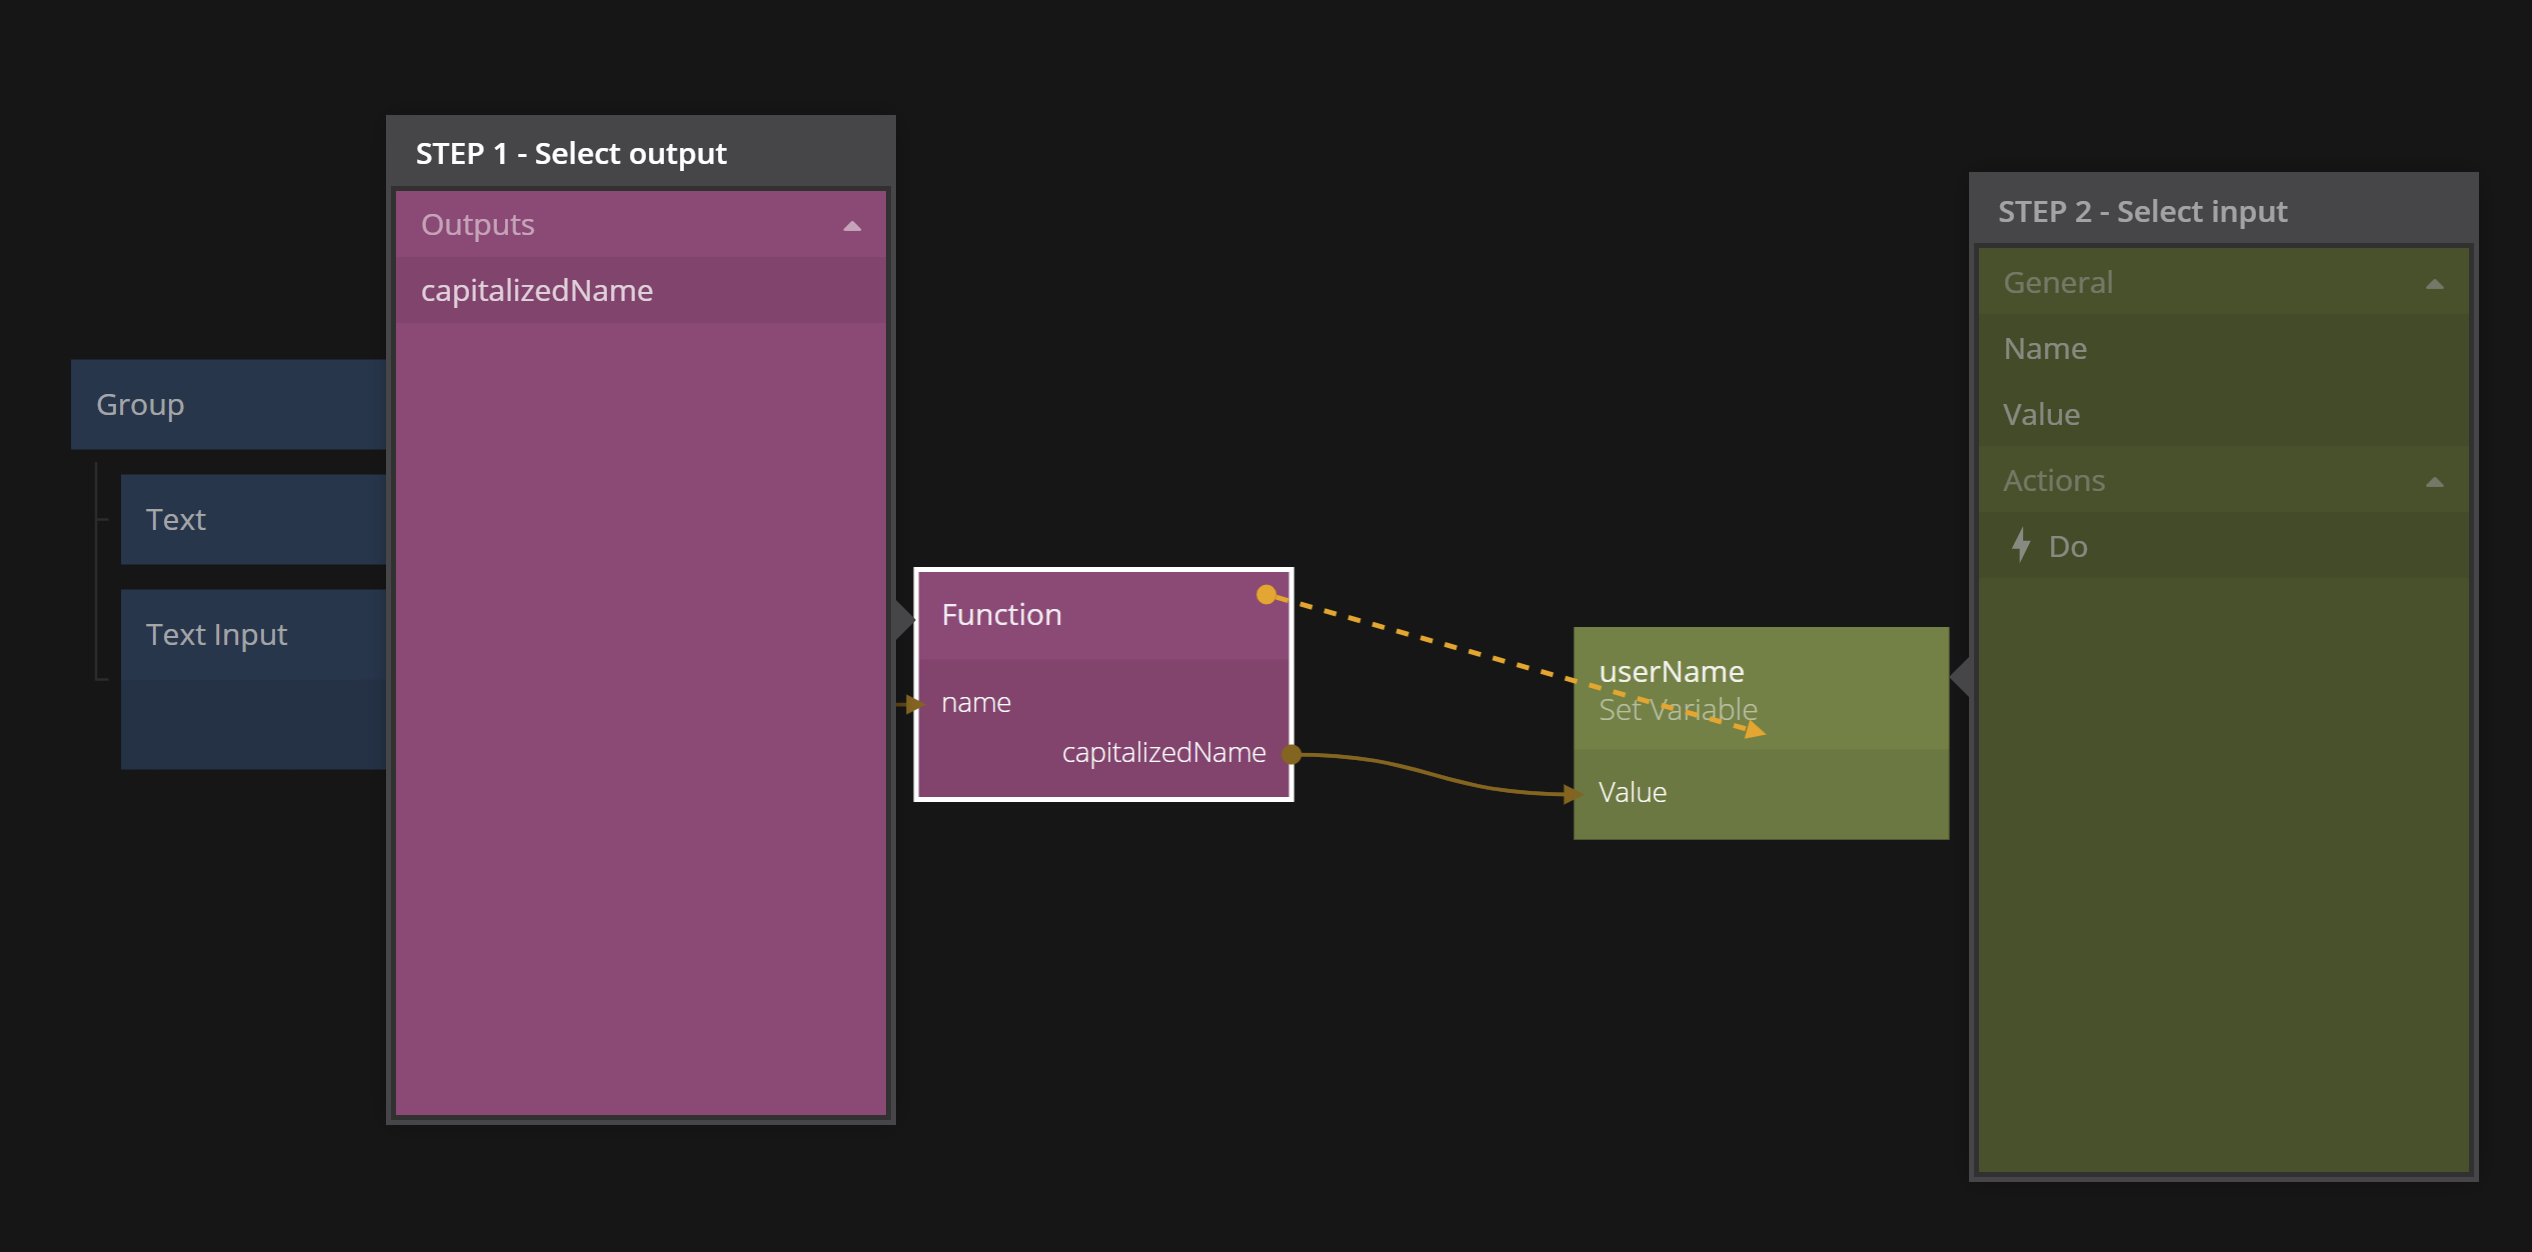 STEP 1 - Select output
Outputs
capitalizedName
Group
Text
Text Input
Function
name
capitalizedName
userName
Set Variable
Value
STEP 2 - Select input
General
Name
Value
Actions
Do